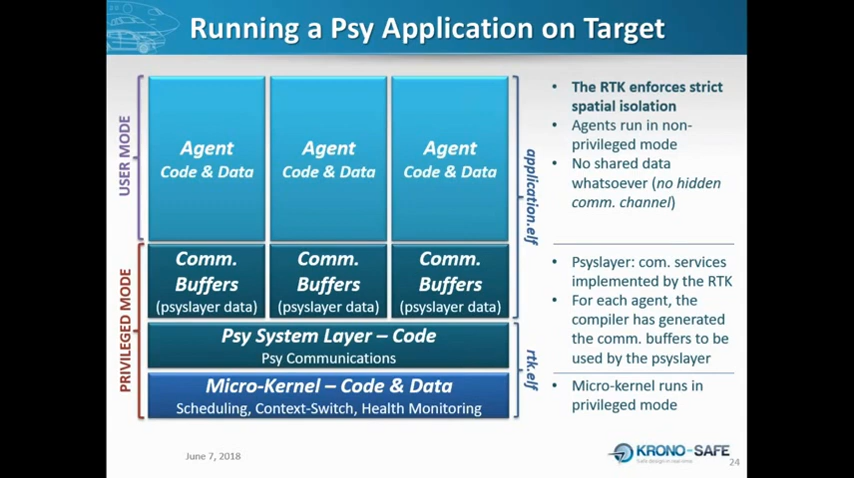 Running a Psy Application on Target
USER MODE
PRIVILEGED MODE
Agent
Code & Data
Agent
Code & Data
Agent
Code & Data
Comm.
Buffers
(psyslayer data)
Comm.
Buffers
(psyslayer data)
Comm.
Buffers
(psyslayer data)
Psy System Layer – Code
Psy Communications
Micro-Kernel – Code & Data
Scheduling, Context-Switch, Health Monitoring
application.elf
rtk.elf
• The RTK enforces strict
spatial isolation
• Agents run in non-
privileged mode
• No shared data
whatsoever (no hidden
comm. channel)
• Psyslayer: com. services
implemented by the RTK
• For each agent, the
compiler has generated
the comm. buffers to be
used by the psyslayer
• Micro-kernel runs in
privileged mode
June 7, 2018
KRONO-SAFE
Safe design in real-time
24